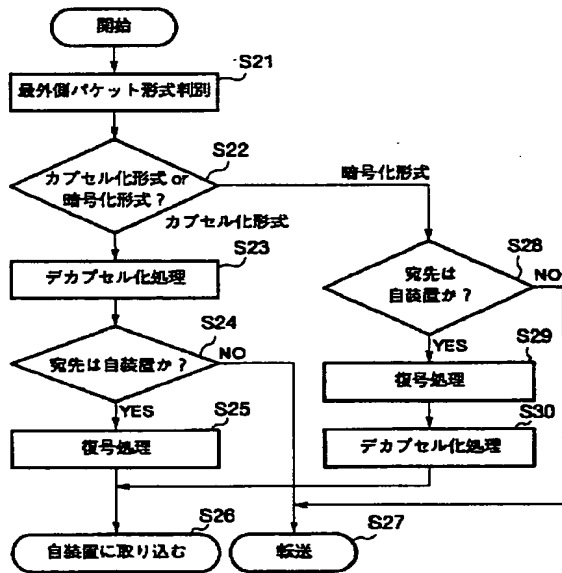 開始
S21
最外側パケット形式判別
S22
カプセル化形式 or
暗号化形式？
暗号化形式
カプセル化形式
S23
デカプセル化処理
S28
宛先は
自装置か？
NO
S24
宛先は自装置か？
NO
YES
YES
S29
復号処理
S25
復号処理
S30
デカプセル化処理
S26
自装置に取り込む
S27
転送